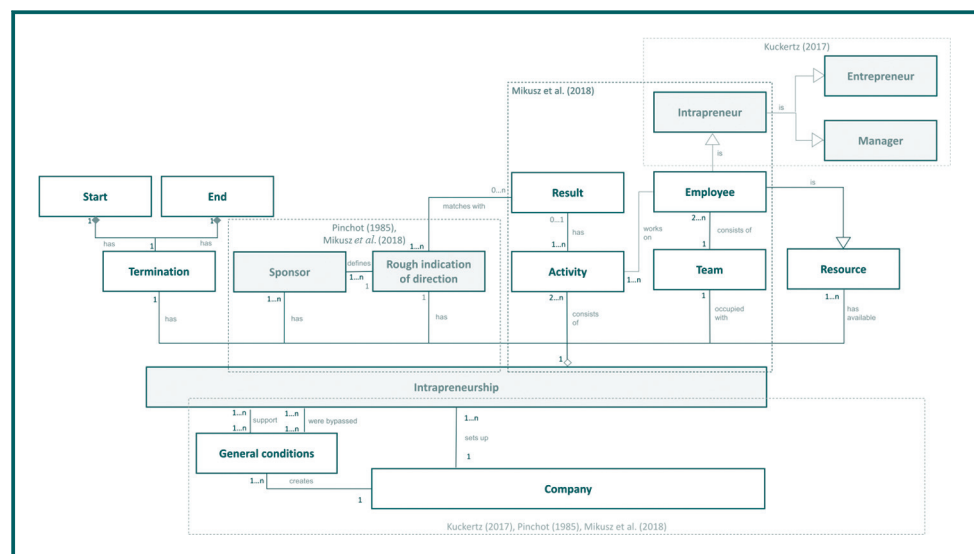 Kuckertz (2017)
Entrepreneur
Mikusz et al. (2018)
Intrapreneur
is
Manager
is
0...n
Result
Employee
is
Start
End
matches with
0...1
2...n
1
1
Pinchot (1985),
Mikusz et al. (2018)
has
works
on
consists of
has
has
1
1...n
1...n
1
Termination
Sponsor
defines
1...n
Rough indication
of direction
Activity
1...n
Team
Resource
1
1...n
1
1
2...n
1
1...n
has
has
has
consists
of
occupied
with
has
available
1
Intrapreneurship
1...n
support
1...n
1...n
were bypassed
1...n
1...n
sets up
1
General conditions
1...n
creates
1
Company
Kuckertz (2017), Pinchot (1985), Mikusz et al. (2018)